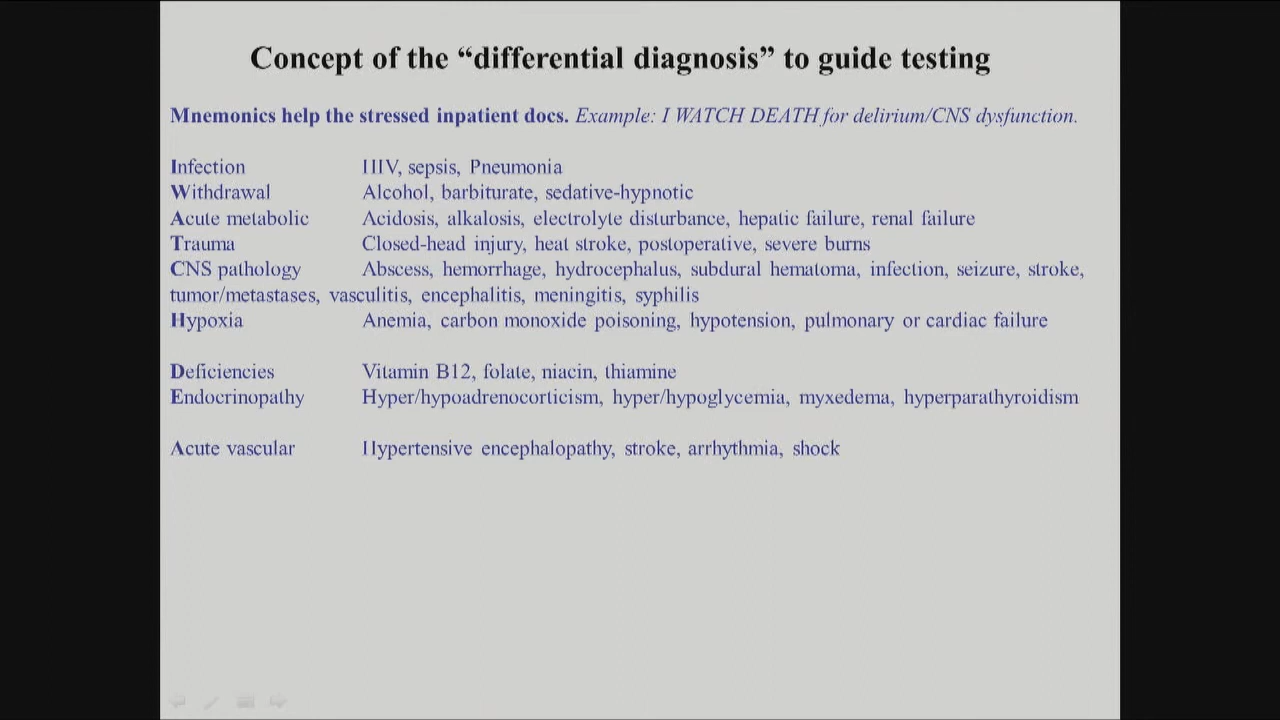 Concept of the “differential diagnosis” to guide testing
Mnemonics help the stressed inpatient docs. Example: I WATCH DEATH for delirium/CNS dysfunction.
Infection HIV, sepsis, Pneumonia
Withdrawal Alcohol, barbiturate, sedative-hypnotic
Acute metabolic Acidosis, alkalosis, electrolyte disturbance, hepatic failure, renal failure
Trauma Closed-head injury, heat stroke, postoperative, severe burns
CNS pathology Abscess, hemorrhage, hydrocephalus, subdural hematoma, infection, seizure, stroke,
tumor/metastases, vasculitis, encephalitis, meningitis, syphilis
Hypoxia Anemia, carbon monoxide poisoning, hypotension, pulmonary or cardiac failure
Deficiencies Vitamin B12, folate, niacin, thiamine
Endocrinopathy Hyper/hypoadrenocorticism, hyper/hypoglycemia, myxedema, hyperparathyroidism
Acute vascular Hypertensive encephalopathy, stroke, arrhythmia, shock